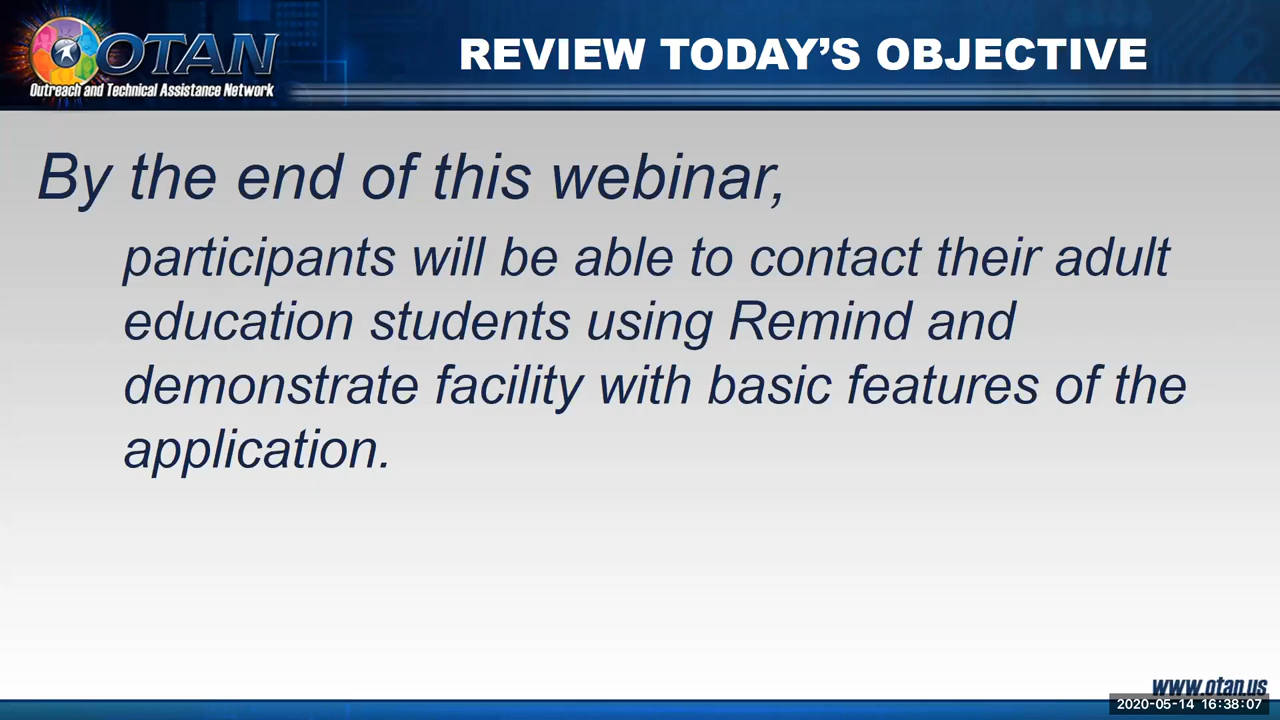 OTAN
Outreach and Technical Assistance Network
REVIEW TODAY’S OBJECTIVE
By the end of this webinar,
participants will be able to contact their adult
education students using Remind and
demonstrate facility with basic features of the
application.
www.otan.us
2020-05-14 16:38:07